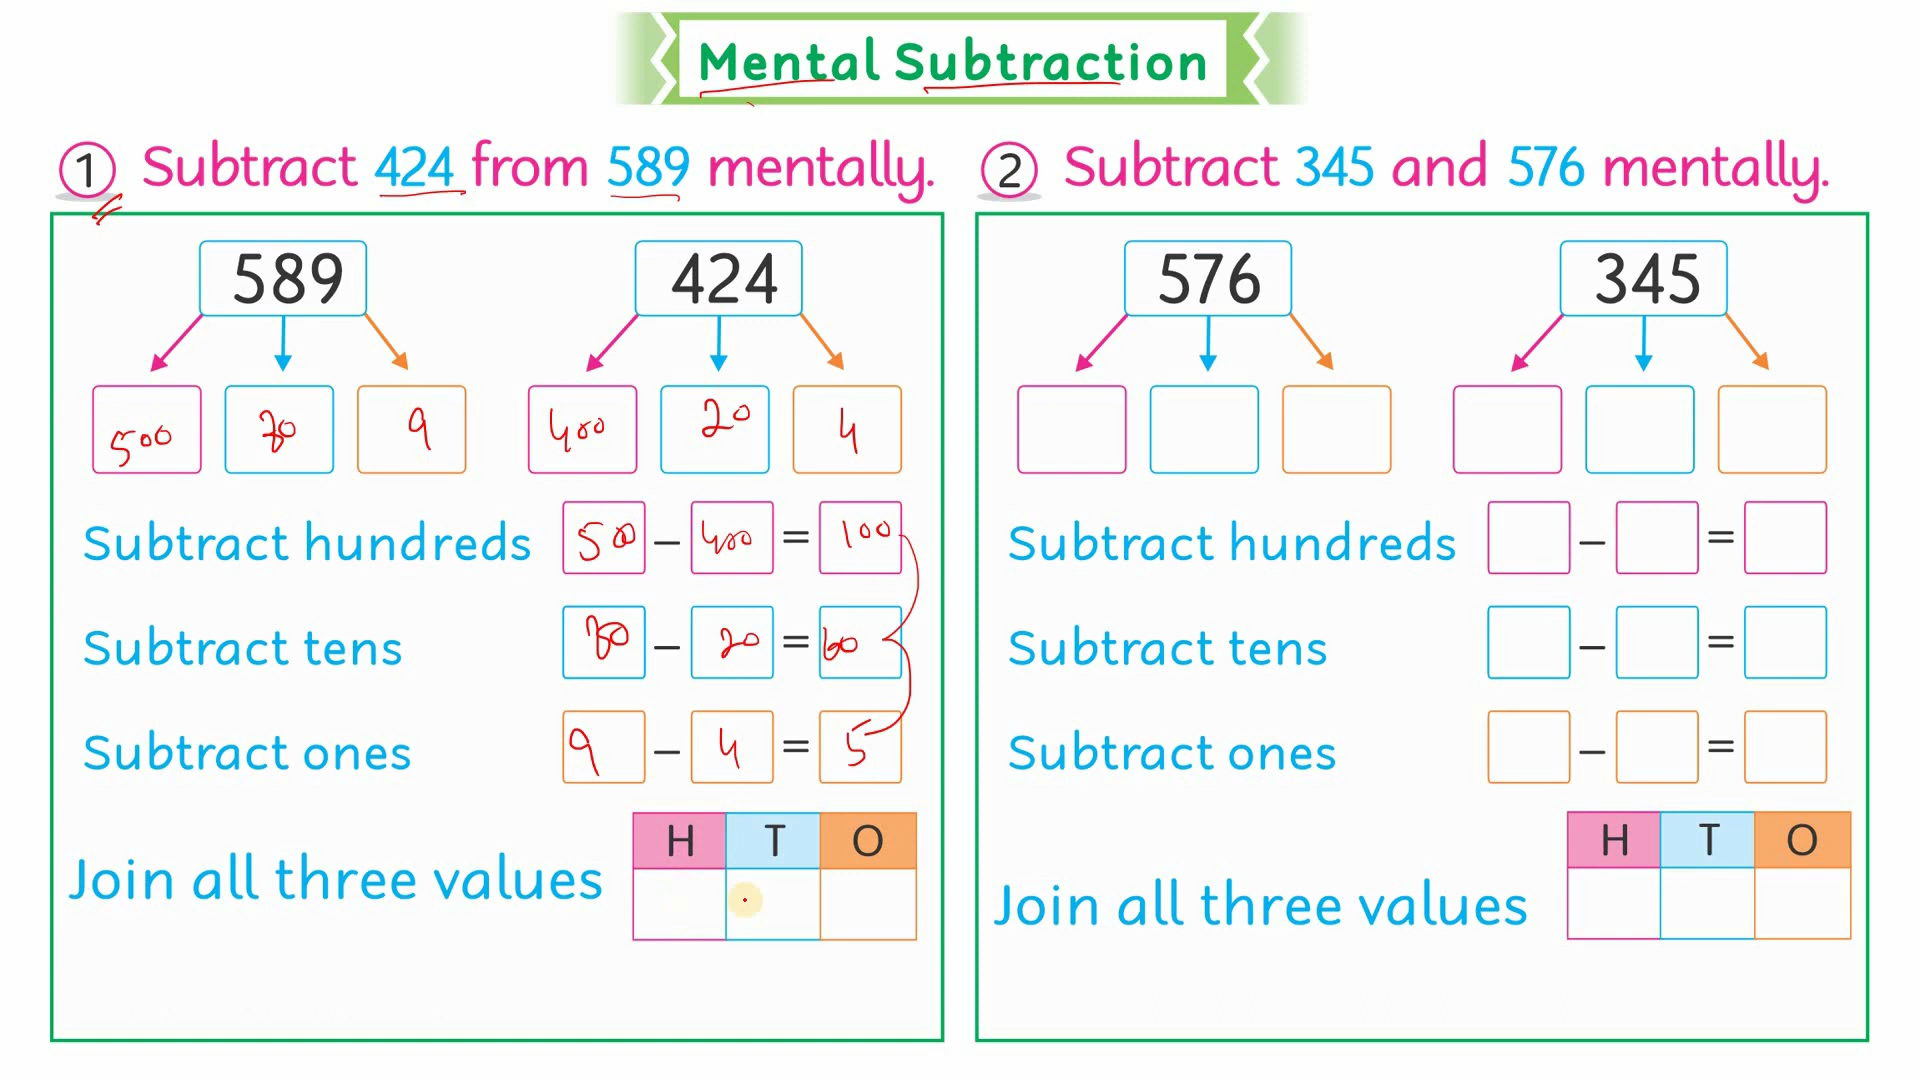 Mental Subtraction
1 Subtract 424 from 589 mentally.
589 424
500 80 9 400 20 4
Subtract hundreds 500 – 400 = 100
Subtract tens 80 – 20 = 60
Subtract ones 9 – 4 = 5
Join all three values H T O
2 Subtract 345 and 576 mentally.
576 345
Subtract hundreds – =
Subtract tens – =
Subtract ones – =
Join all three values H T O